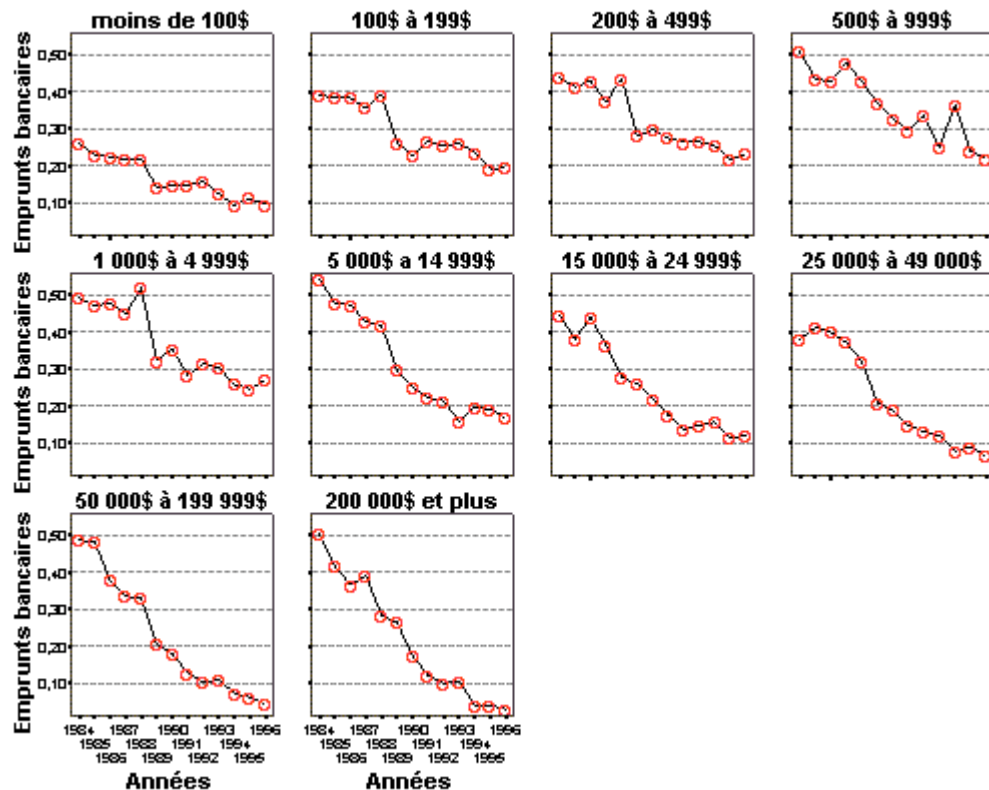 moins de 100$
100$ à 199$
200$ à 499$
500$ à 999$
Emprunts bancaires
0,50
0,40
0,30
0,20
0,10
1 000$ à 4 999$
5 000$ a 14 999$
15 000$ à 24 999$
25 000$ à 49 000$
Emprunts bancaires
0,50
0,40
0,30
0,20
0,10
50 000$ à 199 999$
200 000$ et plus
Emprunts bancaires
0,50
0,40
0,30
0,20
0,10
1984 1987 1990 1993 1996
1985 1988 1991 1994
1986 1989 1992 1995
Années
1984 1987 1990 1993 1996
1985 1988 1991 1994
1986 1989 1992 1995
Années